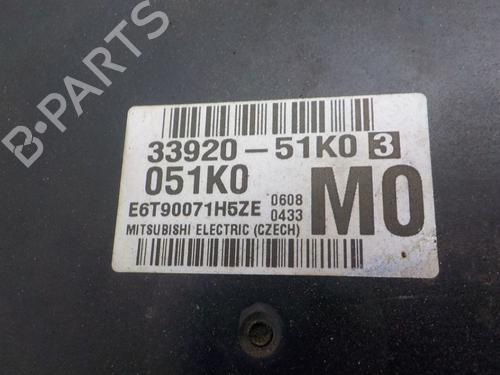 B-PARTS
33920-51K0 3
051K0
E6T90071H5ZE
0608
0433
M0
MITSUBISHI ELECTRIC (CZECH)